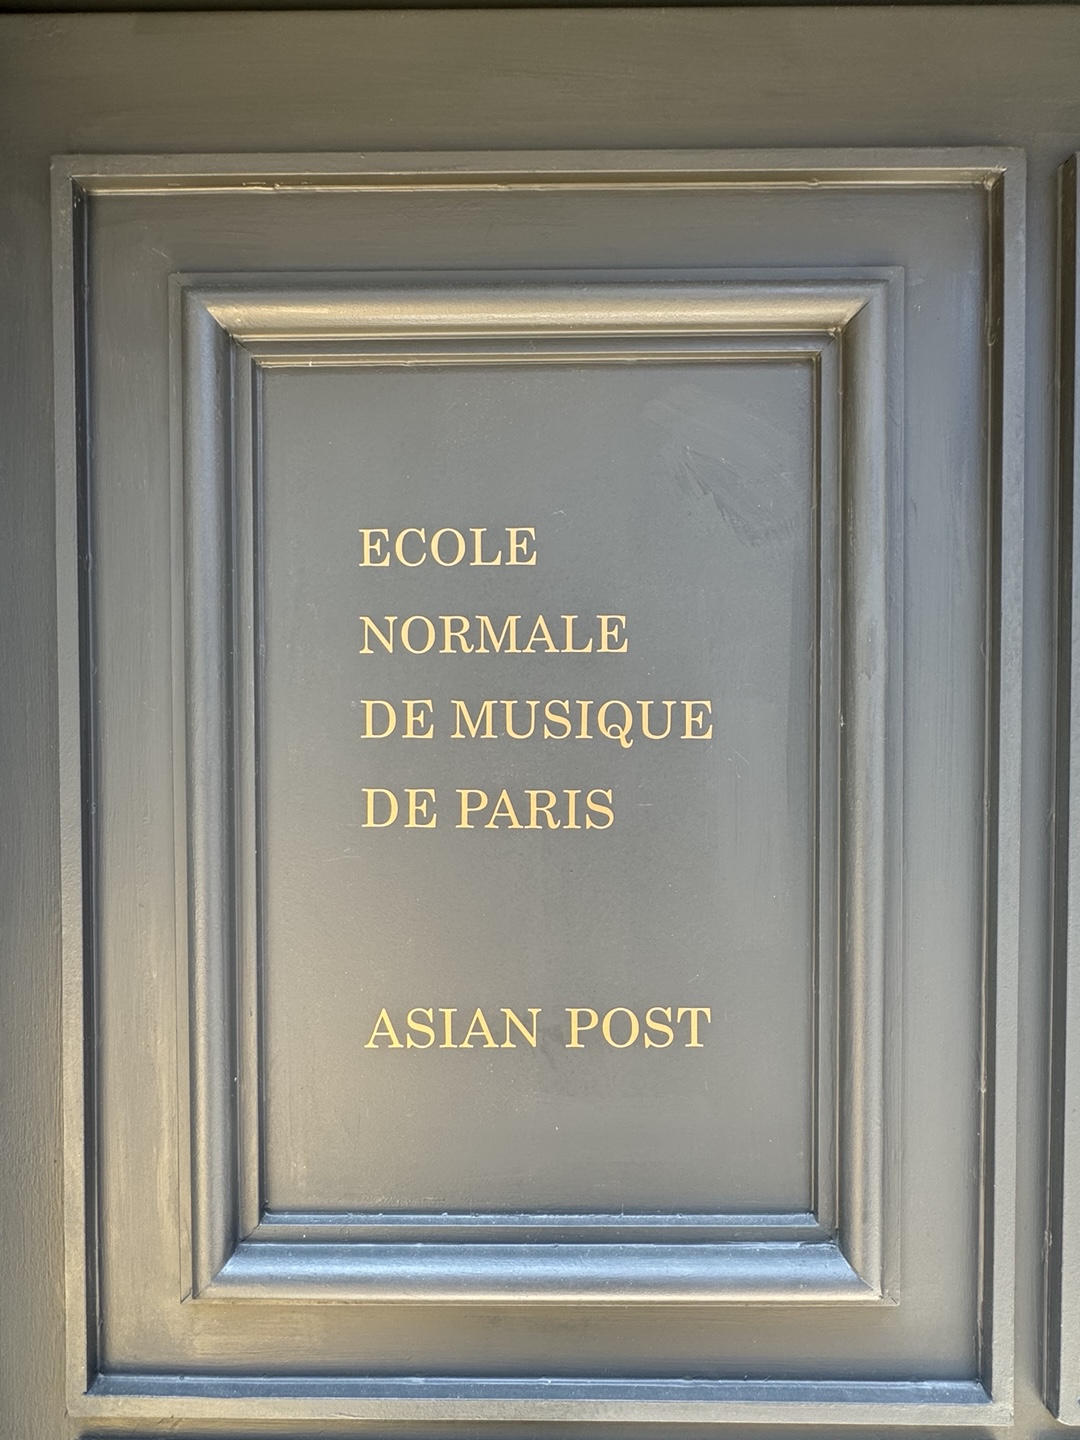 ECOLE
NORMALE
DE MUSIQUE
DE PARIS
ASIAN POST